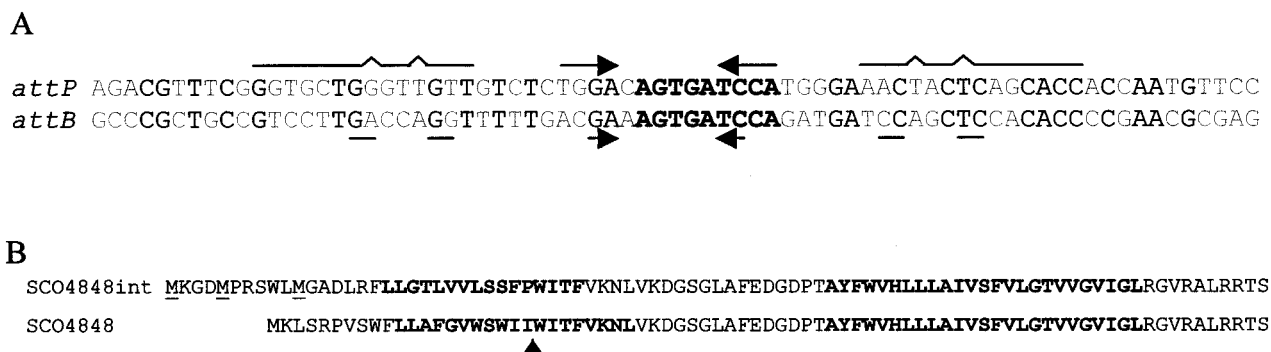 A
attP AGACGTTTCGGGTGCTGGGTTGTTGTCTCTGGACAGTGATCCATGGGAAACTACTCAGCACCACCAATGTTCC
attB GCCCGCTGCCGTCCTTGACCAGGTTTTTGACGAAAGTGATCCAGATGATCCAGCTCCACACCCCGAACGCGAG
B
SCO4848int MKGDMPRSWLMGADLRFLLGTLVVLSSFPWITFVKNLVKDGSGLAFEDGDPTAYFWVHLLLAIVSFVLGTVVGVIGLRGVRALRRTS
SCO4848 MKLSRPVSWFLLAFGVWSWIIWITFVKNLVKDGSGLAFEDGDPTAYFWVHLLLAIVSFVLGTVVGVIGLRGVRALRRTS